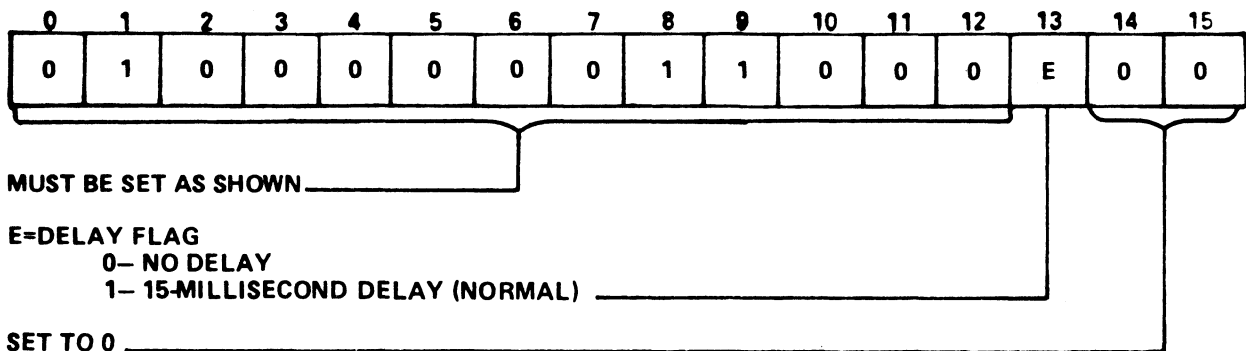 0 1 2 3 4 5 6 7 8 9 10 11 12 13 14 15
0 1 0 0 0 0 0 0 1 1 0 0 0 E 0 0
MUST BE SET AS SHOWN
E=DELAY FLAG
0– NO DELAY
1– 15-MILLISECOND DELAY (NORMAL)
SET TO 0